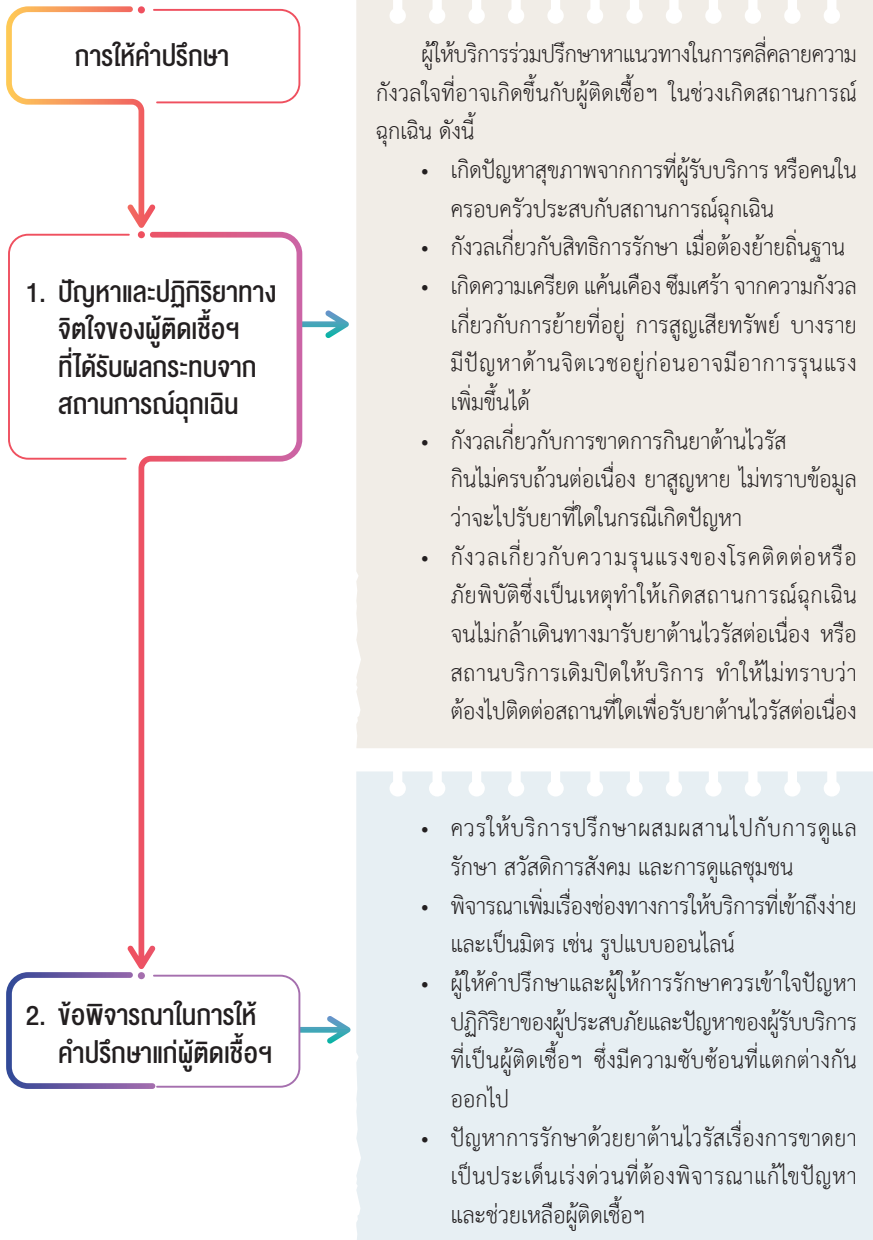 การให้คำปรึกษา
ผู้ให้บริการร่วมปรึกษาหาแนวทางในการคลี่คลายความ
กังวลใจที่อาจเกิดขึ้นกับผู้ติดเชื้อฯ ในช่วงเกิดสถานการณ์
ฉุกเฉิน ดังนี้
• เกิดปัญหาสุขภาพจากการที่ผู้รับบริการ หรือคนใน
ครอบครัวประสบกับสถานการณ์ฉุกเฉิน
• กังวลเกี่ยวกับสิทธิการรักษา เมื่อต้องย้ายถิ่นฐาน
• เกิดความเครียด แค้นเคือง ซึมเศร้า จากความกังวล
เกี่ยวกับการย้ายที่อยู่ การสูญเสียทรัพย์ บางราย
มีปัญหาด้านจิตเวชอยู่ก่อนอาจมีอาการรุนแรง
เพิ่มขึ้นได้
• กังวลเกี่ยวกับการขาดการกินยาต้านไวรัส
กินไม่ครบถ้วนต่อเนื่อง ยาสูญหาย ไม่ทราบข้อมูล
ว่าจะไปรับยาที่ใดในกรณีเกิดปัญหา
• กังวลเกี่ยวกับความรุนแรงของโรคติดต่อหรือ
ภัยพิบัติซึ่งเป็นเหตุทำให้เกิดสถานการณ์ฉุกเฉิน
จนไม่กล้าเดินทางมารับยาต้านไวรัสต่อเนื่อง หรือ
สถานบริการเดิมปิดให้บริการ ทำให้ไม่ทราบว่า
ต้องไปติดต่อสถานที่ใดเพื่อรับยาต้านไวรัสต่อเนื่อง
1. ปัญหาและปฏิกิริยาทาง
จิตใจของผู้ติดเชื้อฯ
ที่ได้รับผลกระทบจาก
สถานการณ์ฉุกเฉิน
• ควรให้บริการปรึกษาผสมผสานไปกับการดูแล
รักษา สวัสดิการสังคม และการดูแลชุมชน
• พิจารณาเพิ่มเรื่องช่องทางการให้บริการที่เข้าถึงง่าย
และเป็นมิตร เช่น รูปแบบออนไลน์
• ผู้ให้คำปรึกษาและผู้ให้การรักษาควรเข้าใจปัญหา
ปฏิกิริยาของผู้ประสบภัยและปัญหาของผู้รับบริการ
ที่เป็นผู้ติดเชื้อฯ ซึ่งมีความซับซ้อนที่แตกต่างกัน
ออกไป
• ปัญหาการรักษาด้วยยาต้านไวรัสเรื่องการขาดยา
เป็นประเด็นเร่งด่วนที่ต้องพิจารณาแก้ไขปัญหา
และช่วยเหลือผู้ติดเชื้อฯ
2. ข้อพิจารณาในการให้
คำปรึกษาแก่ผู้ติดเชื้อฯ